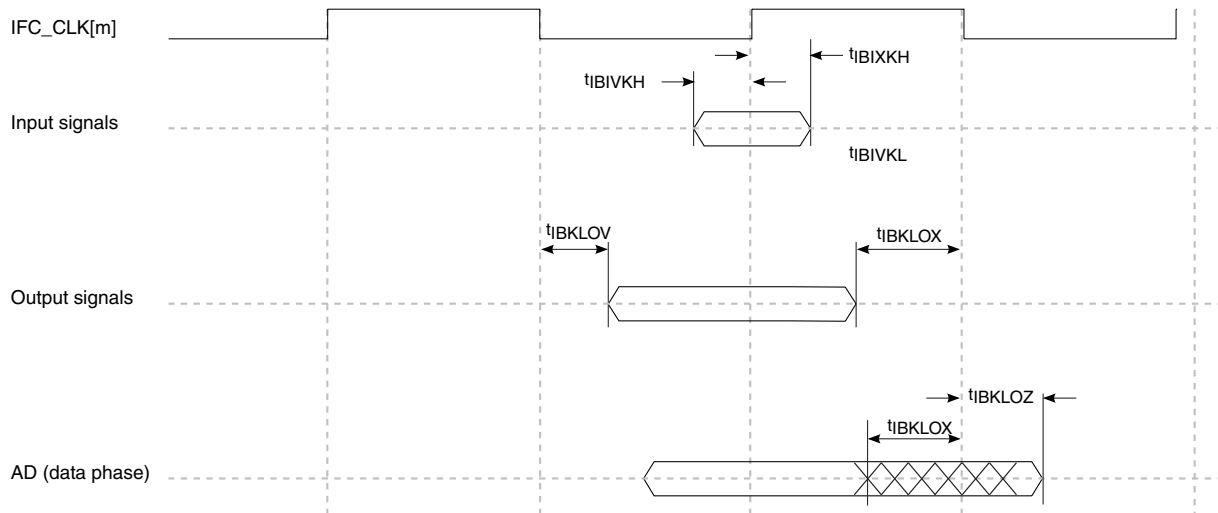 IFC_CLK[m]
tIBIXKH
tIBIVKH
Input signals
tIBIVKL
tIBKLOV
tIBKLOX
Output signals
tIBKLOZ
tIBKLOX
AD (data phase)